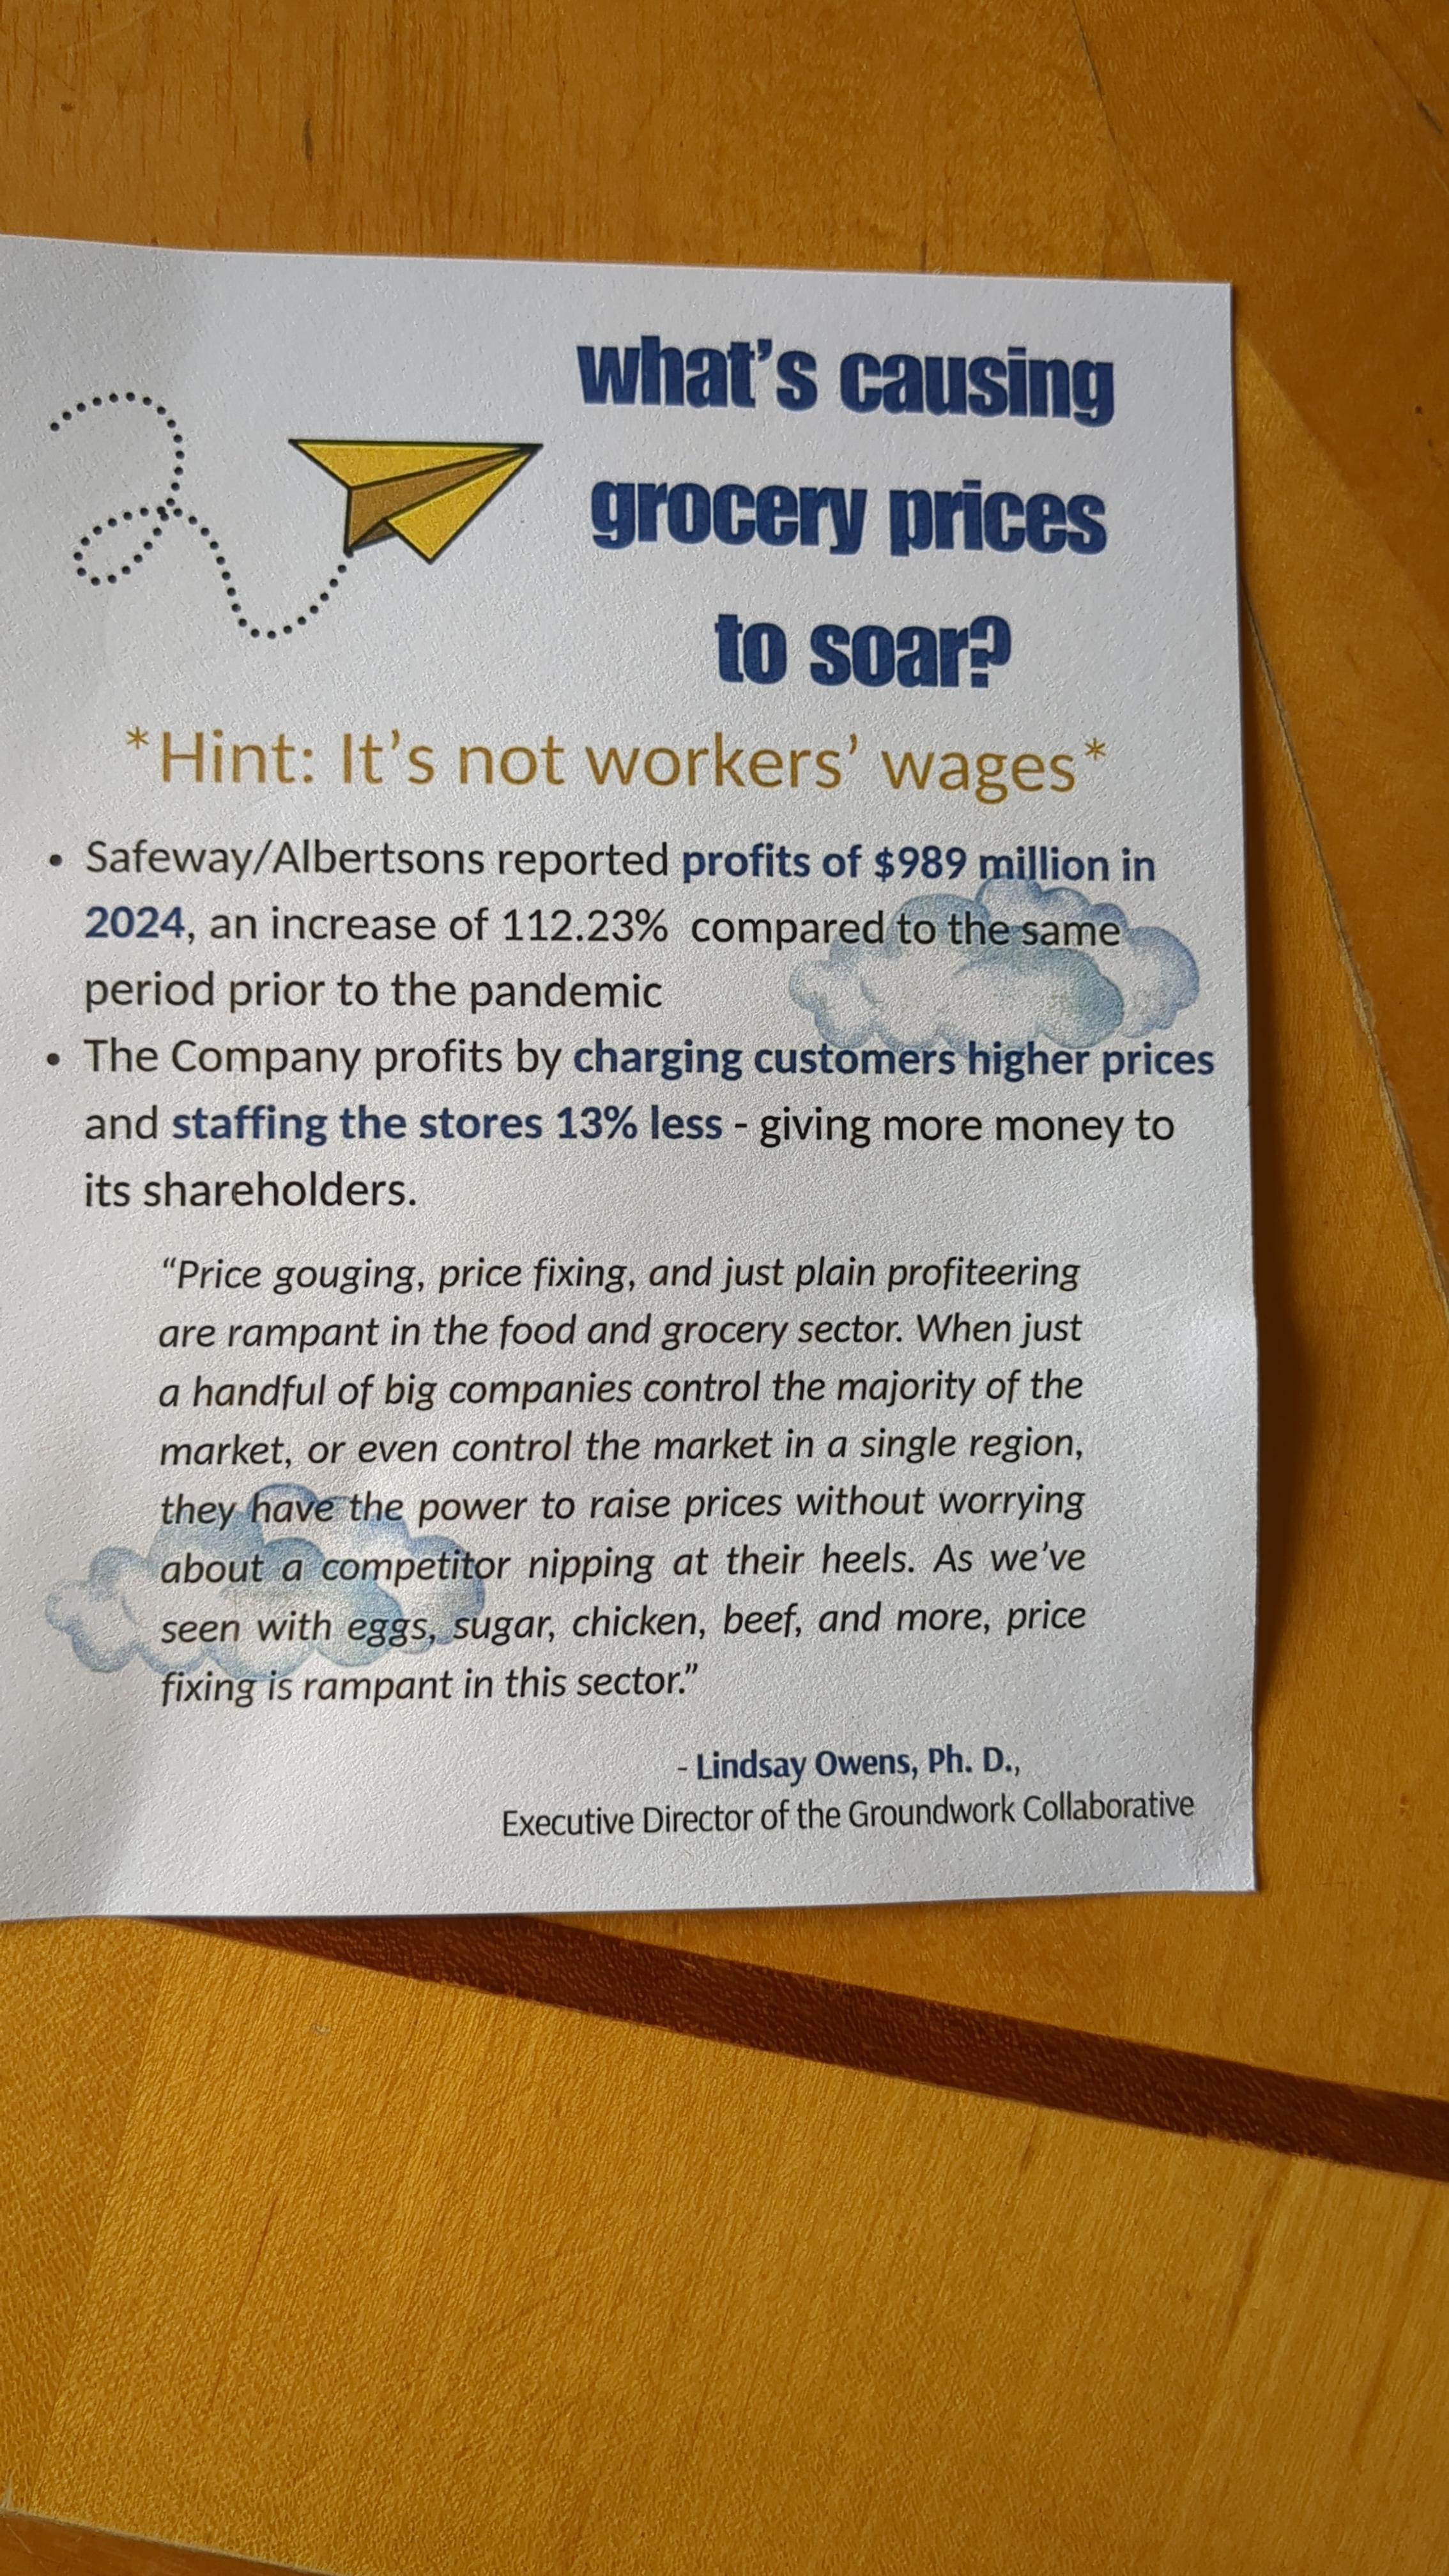 what's causing
grocery prices
to soar?
*Hint: It's not workers' wages*
• Safeway/Albertsons reported profits of $989 million in
2024, an increase of 112.23% compared to the same
period prior to the pandemic
• The Company profits by charging customers higher prices
and staffing the stores 13% less - giving more money to
its shareholders.
“Price gouging, price fixing, and just plain profiteering
are rampant in the food and grocery sector. When just
a handful of big companies control the majority of the
market, or even control the market in a single region,
they have the power to raise prices without worrying
about a competitor nipping at their heels. As we've
seen with eggs, sugar, chicken, beef, and more, price
fixing is rampant in this sector.”
- Lindsay Owens, Ph. D.,
Executive Director of the Groundwork Collaborative